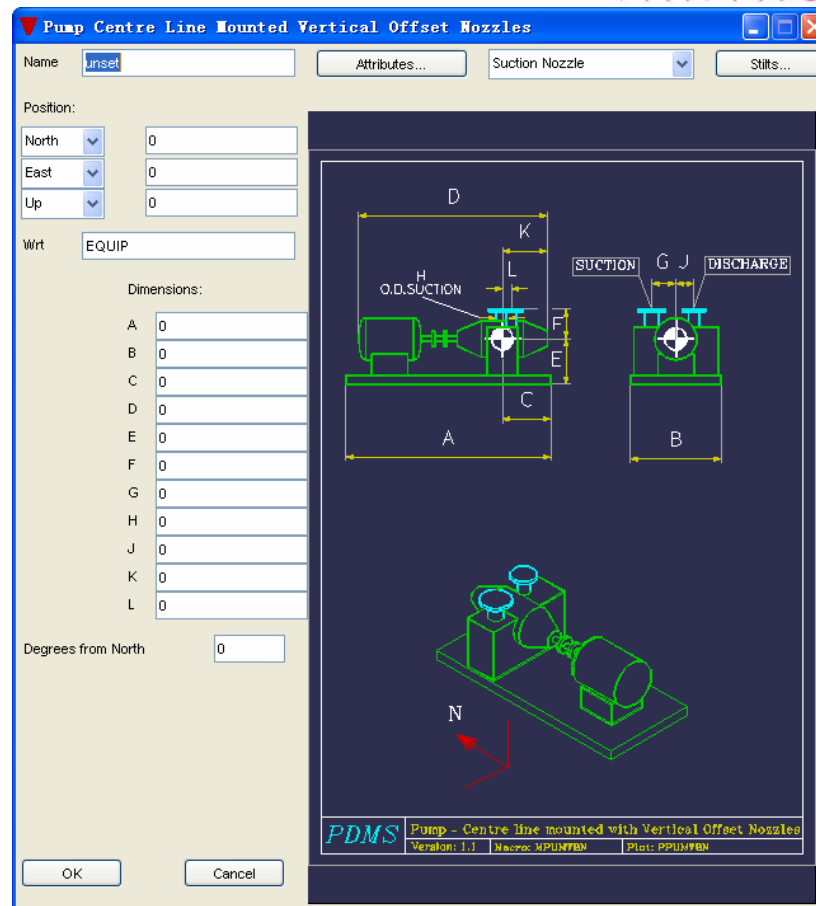 Pump Centre Line Mounted Vertical Offset Nozzles
Name unset Attributes... Suction Nozzle Stilts...
Position:
North 0
East 0
Up 0
Wrt EQUIP
Dimensions:
A 0
B 0
C 0
D 0
E 0
F 0
G 0
H 0
J 0
K 0
L 0
Degrees from North 0
OK Cancel
D
K
H L
O.D.SUCTION
F
E
C
A
SUCTION G J DISCHARGE
B
N
PDMS Pump - Centre line mounted with Vertical Offset Nozzles
Version: 1.1 Macro: MPUMVBN Plot: PPUMVBN